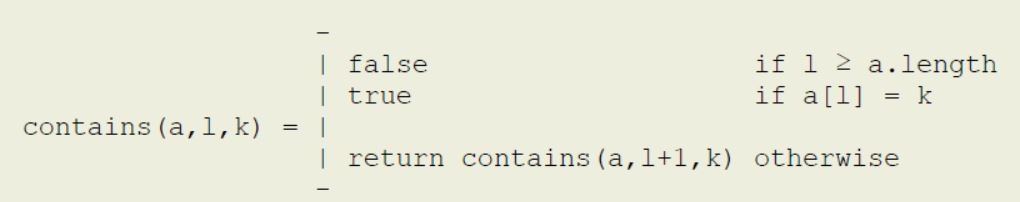 –
| false if l ≥ a.length
| true if a[l] = k
contains(a,l,k) = |
| return contains(a,l+1,k) otherwise
–